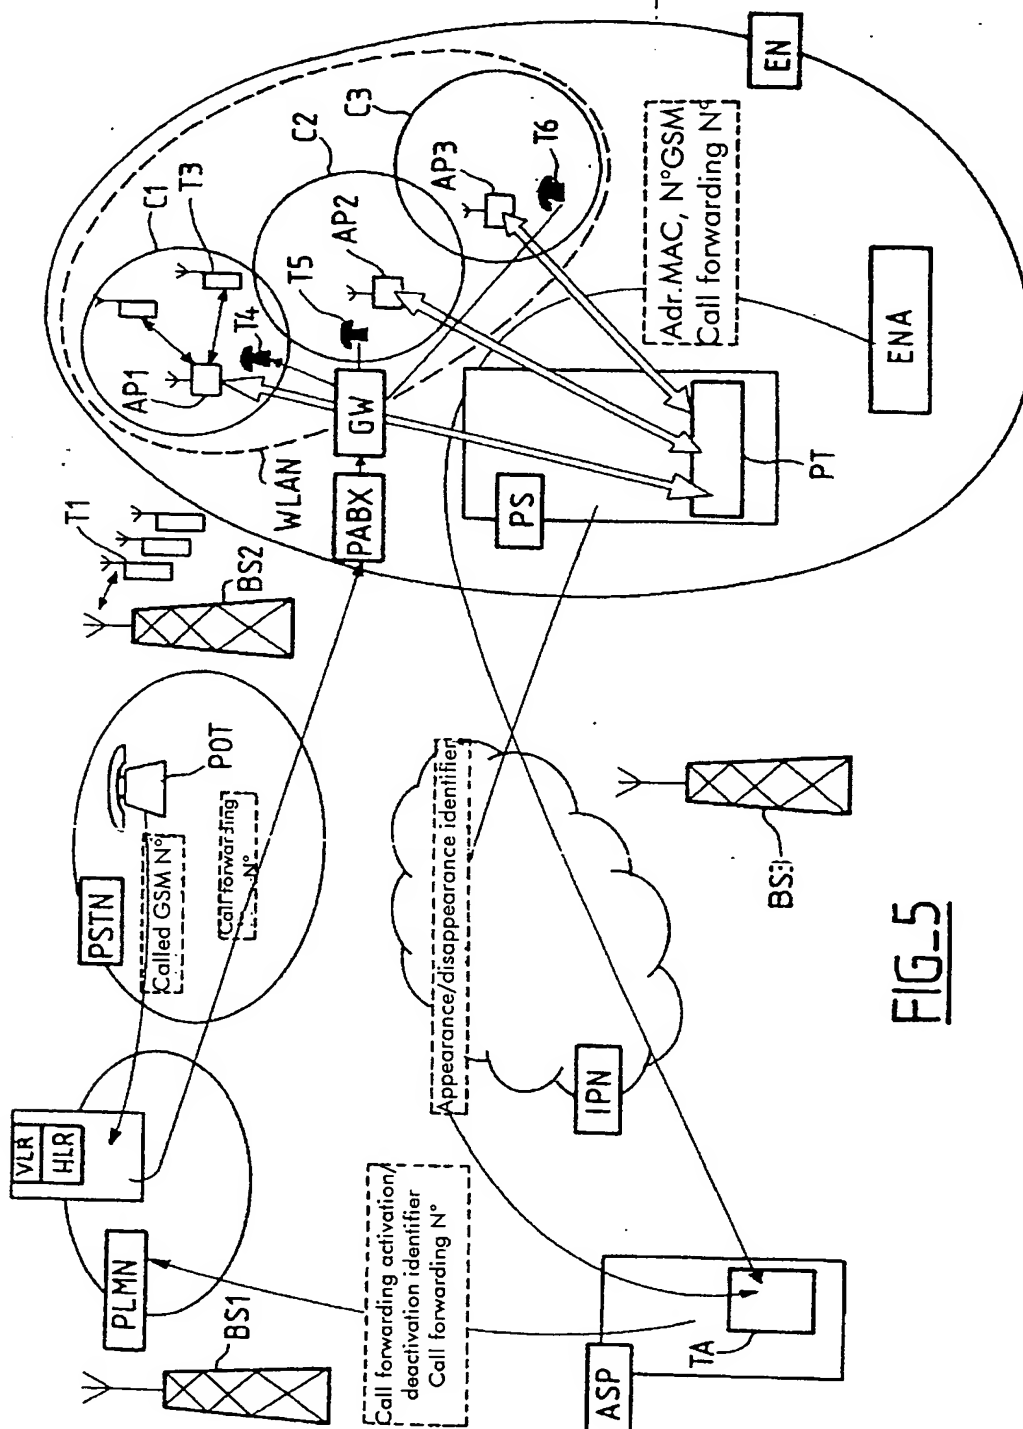 BS1
PLMN
VLR
HLR
PSTN
Called GSM N°
POT
Call forwarding
N°
BS2
T1
WLAN
PABX
GW
AP1
C1
T3
T4
T5
C2
AP2
C3
AP3
T6
EN
Call forwarding activation/
deactivation identifier
Call forwarding N°
Appearance/disappearance identifier
IPN
PS
PT
Adr.MAC, N°GSM
Call forwarding N°
ENA
ASP
TA
FIG_5